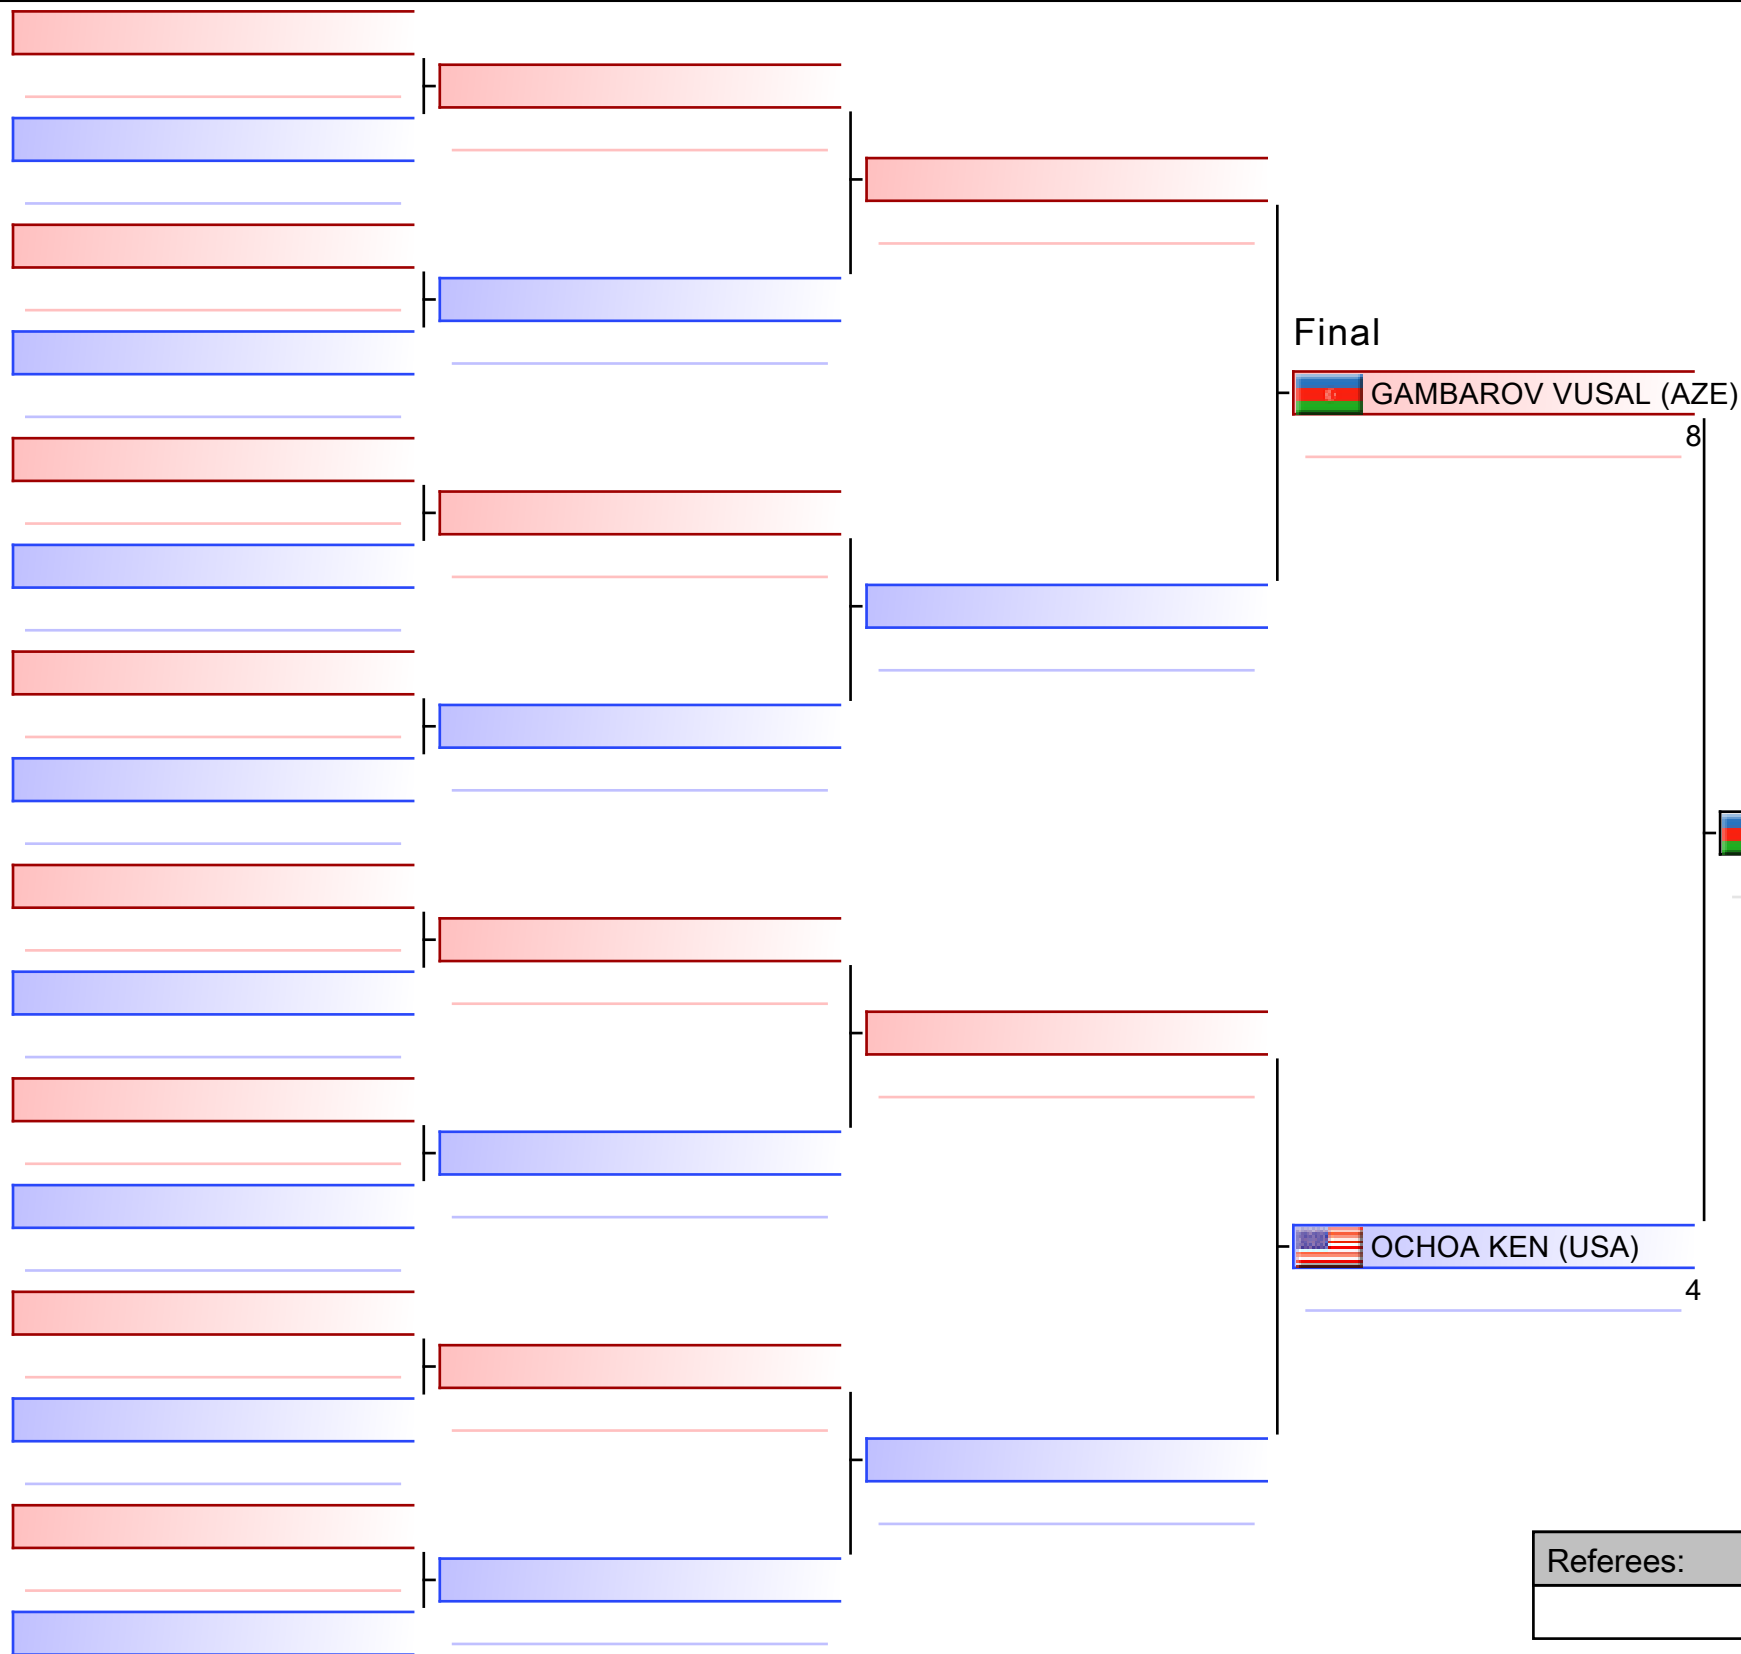 Final
GAMBAROV VUSAL (AZE)
8
OCHOA KEN (USA)
4
Referees: